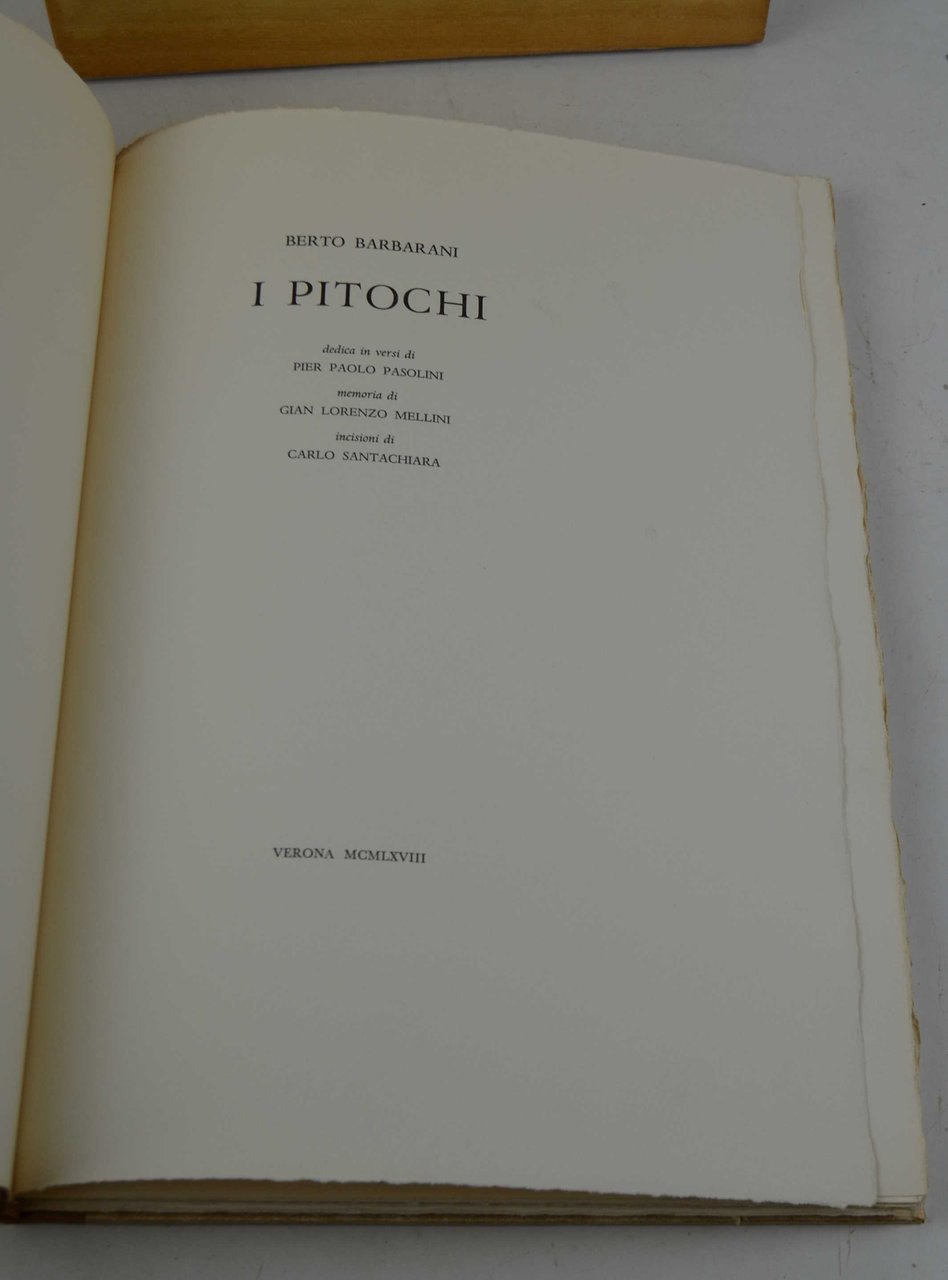 BERTO BARBARANI
I PITOCHI
dedica in versi di
PIER PAOLO PASOLINI
memoria di
GIAN LORENZO MELLINI
incisioni di
CARLO SANTACHIARA
VERONA MCMLXVIII